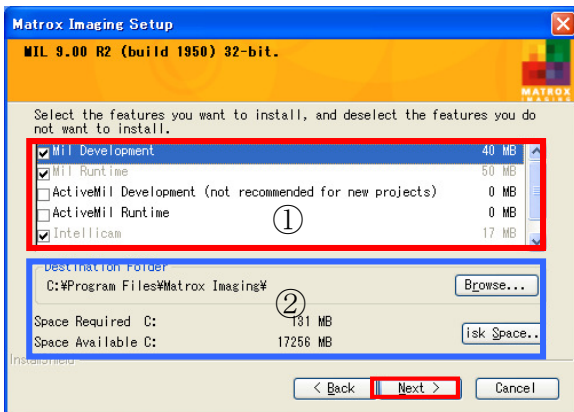 Matrox Imaging Setup
MIL 9.00 R2 (build 1950) 32-bit.
MATROX
IMAGING
Select the features you want to install, and deselect the features you do
not want to install.
Mil Development 40 MB
Mil Runtime 50 MB
ActiveMil Development (not recommended for new projects) 0 MB
ActiveMil Runtime 0 MB
①
Intellicam 17 MB
Destination Folder
C:¥Program Files¥Matrox Imaging¥ Browse...
②
Space Required C: 131 MB
isk Space..
Space Available C: 17256 MB
InstallShield
< Back Next > Cancel